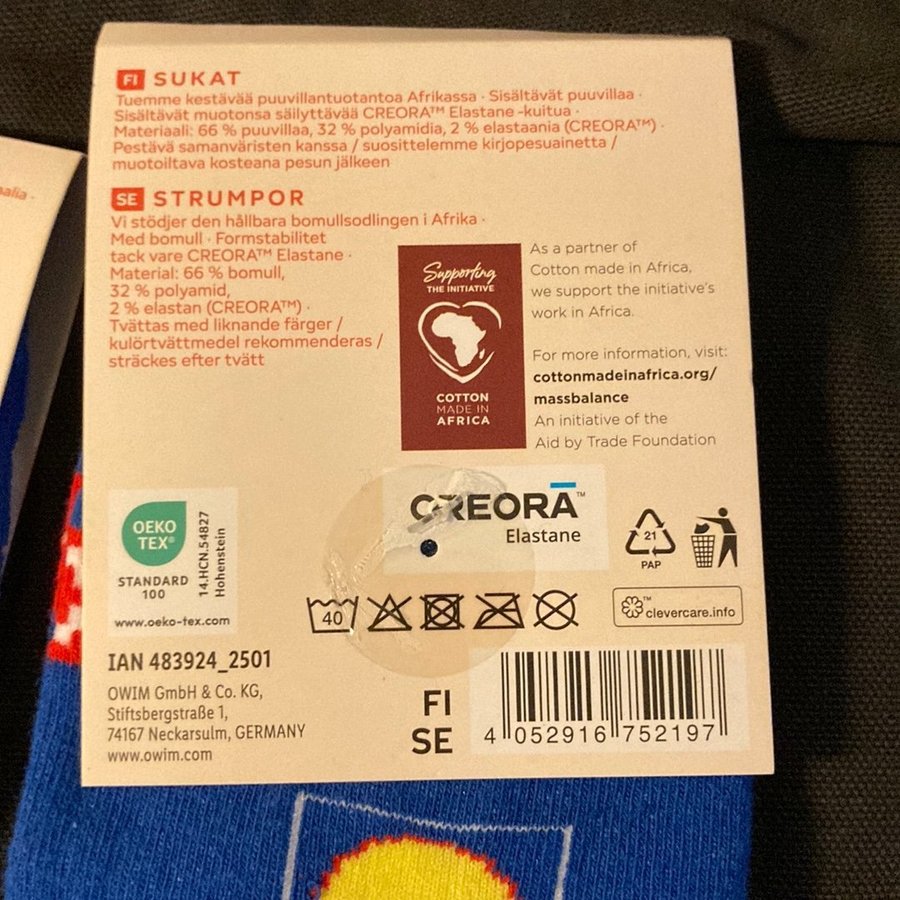 FI SUKAT
Tuemme kestävää puuvillantuotantoa Afrikassa · Sisältävät puuvillaa ·
Sisältävät muotonsa säilyttävää CREORA™ Elastane -kuitua ·
Materiaali: 66 % puuvillaa, 32 % polyamidia, 2 % elastaania (CREORA™) ·
Pestävä samanväristen kanssa / suosittelemme kirjopesuainetta /
muotoiltava kosteana pesun jälkeen
SE STRUMPOR
Vi stödjer den hållbara bomullsodlingen i Afrika ·
Med bomull · Formstabilitet
tack vare CREORA™ Elastane ·
Material: 66 % bomull,
32 % polyamid,
2 % elastan (CREORA™) ·
Tvättas med liknande färger /
kulörtvättmedel rekommenderas /
sträckes efter tvätt
Supporting
THE INITIATIVE
COTTON
MADE IN
AFRICA
As a partner of
Cotton made in Africa,
we support the initiative's
work in Africa.
For more information, visit:
cottonmadeinafrica.org/
massbalance
An initiative of the
Aid by Trade Foundation
OEKO
TEX®
STANDARD
100
14.HCN.54827
Hohenstein
www.oeko-tex.com
CREORA™
Elastane
21
PAP
40
™clevercare.info
IAN 483924_2501
OWIM GmbH & Co. KG,
Stiftsbergstraße 1,
74167 Neckarsulm, GERMANY
www.owim.com
FI
SE
4 052916 752197